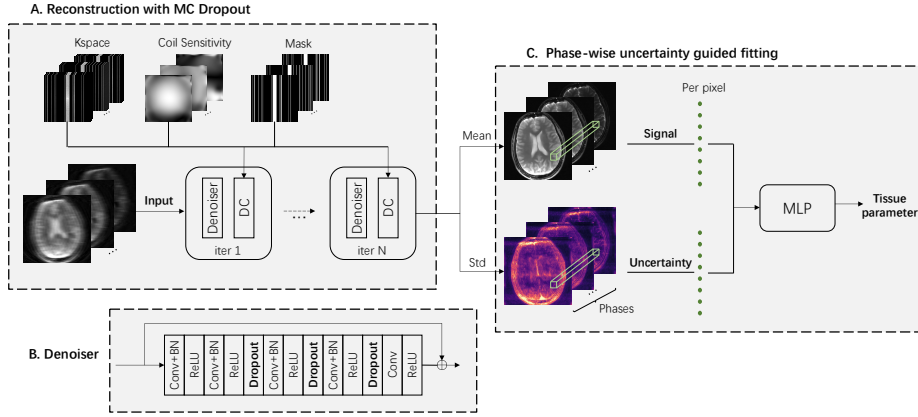 A. Reconstruction with MC Dropout
Kspace
Coil Sensitivity
Mask
Input
Denoiser
DC
iter 1
...
Denoiser
DC
iter N
Mean
Std
C. Phase-wise uncertainty guided fitting
Per pixel
Signal
Uncertainty
Phases
MLP
Tissue
parameter
B. Denoiser
Conv+BN
ReLU
Conv+BN
ReLU
Dropout
Conv+BN
ReLU
Dropout
Conv+BN
ReLU
Dropout
Conv
ReLU